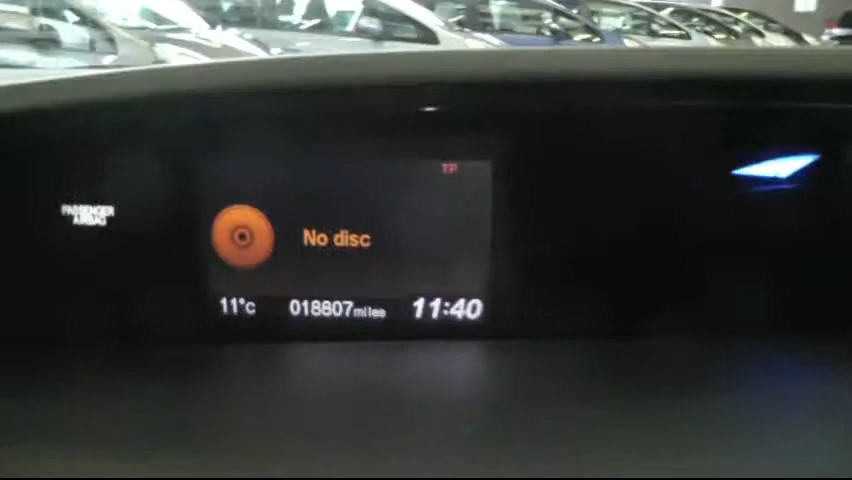 TP
PASSENGER
AIRBAG
No disc
11°c 018807miles 11:40